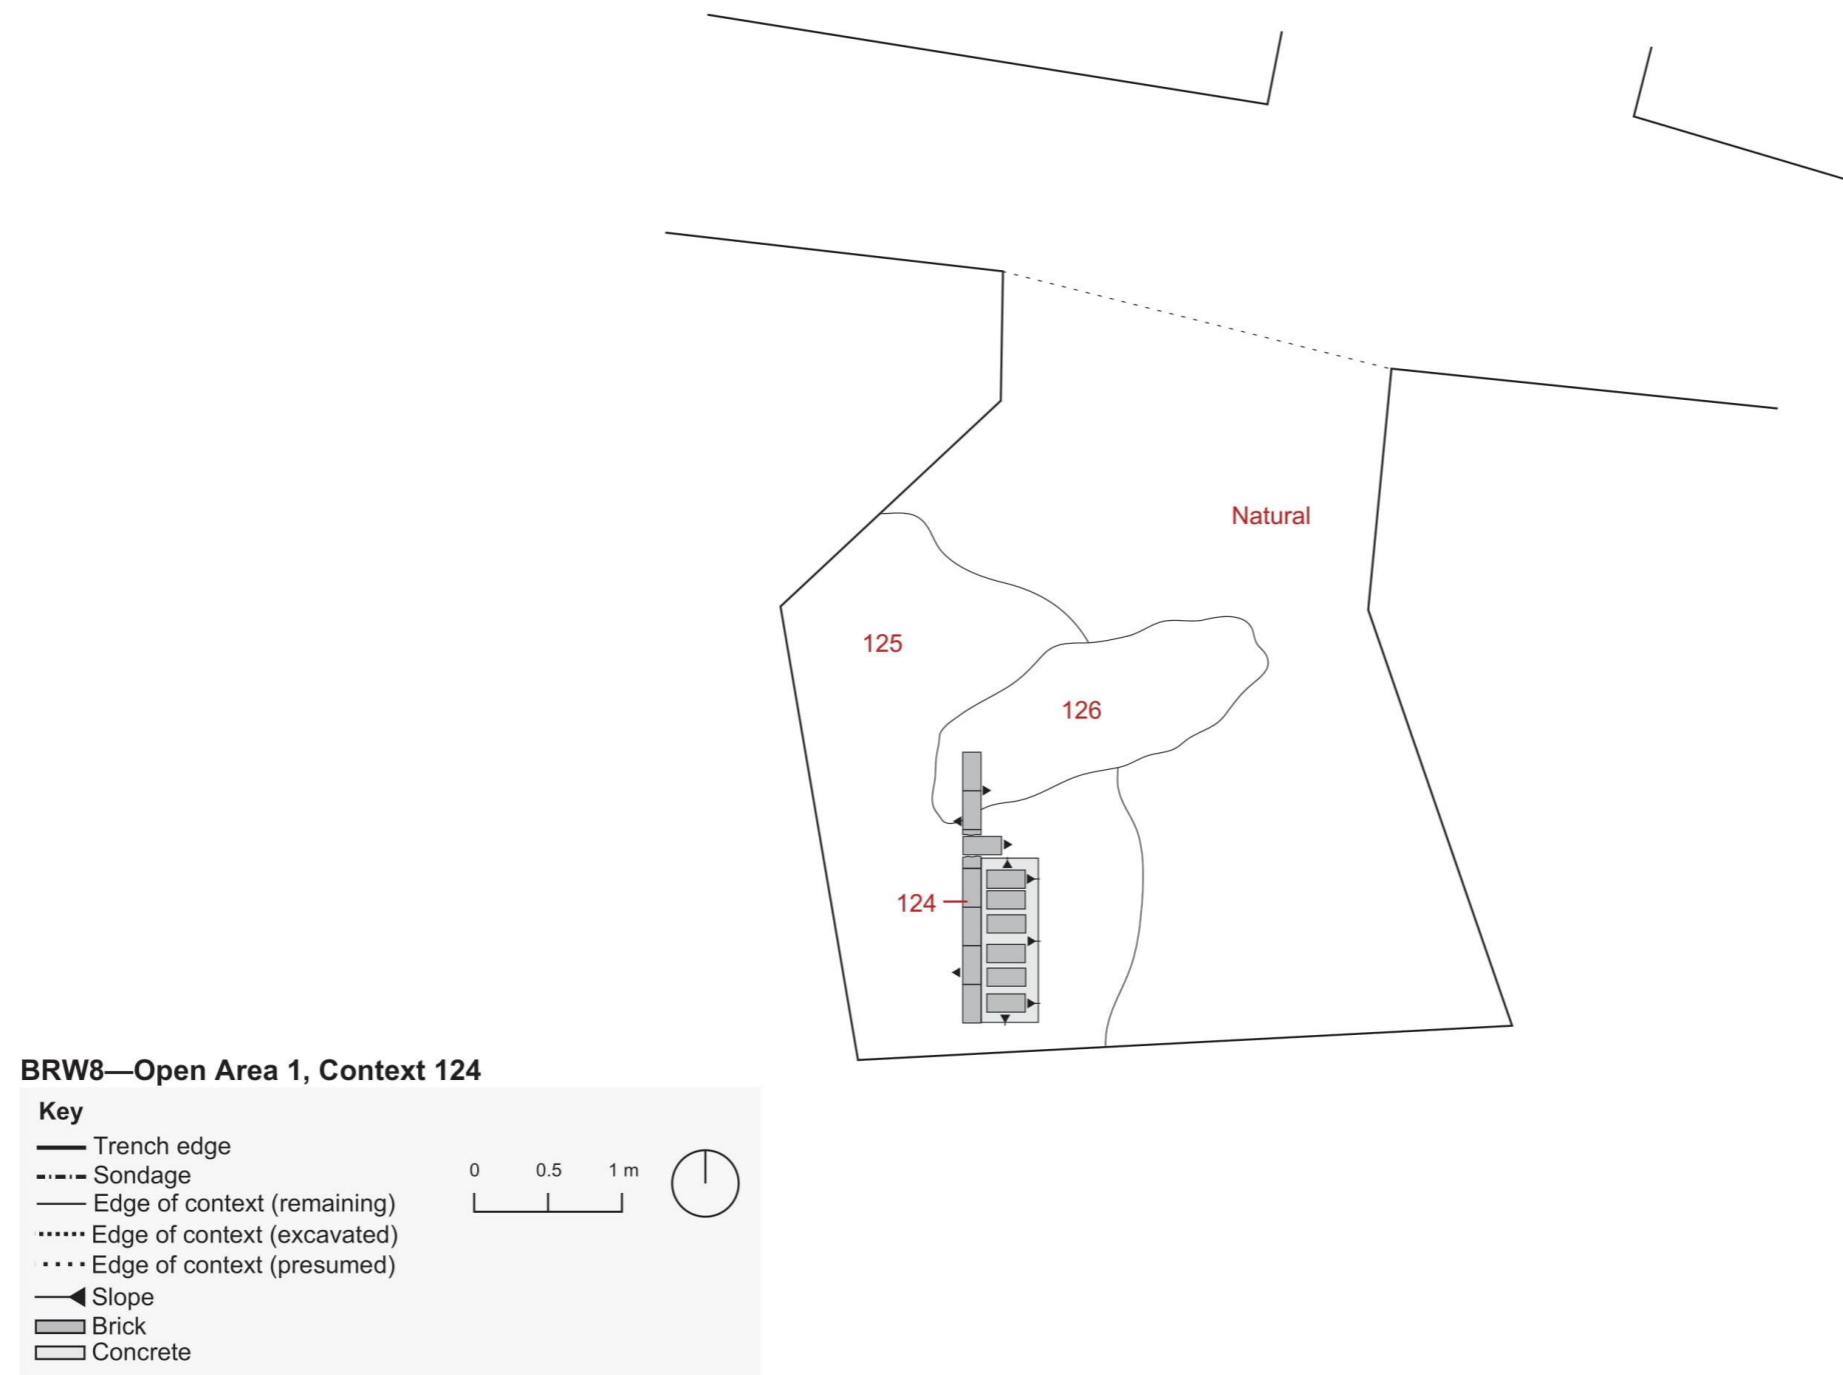 Natural
125
126
124
BRW8—Open Area 1, Context 124
Key
Trench edge
Sondage
Edge of context (remaining)
Edge of context (excavated)
Edge of context (presumed)
Slope
Brick
Concrete
0 0.5 1 m